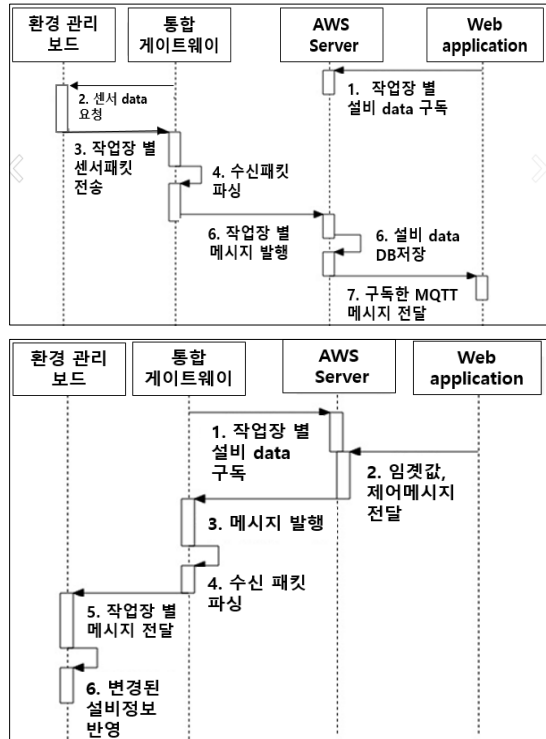 환경 관리
보드
통합
게이트웨이
AWS
Server
Web
application
1. 작업장 별
설비 data 구독
2. 센서 data
요청
3. 작업장 별
센서패킷
전송
4. 수신패킷
파싱
6. 작업장 별
메시지 발행
6. 설비 data
DB저장
7. 구독한 MQTT
메시지 전달
환경 관리
보드
통합
게이트웨이
AWS
Server
Web
application
1. 작업장 별
설비 data
구독
2. 임곗값,
제어메시지
전달
3. 메시지 발행
4. 수신 패킷
파싱
5. 작업장 별
메시지 전달
6. 변경된
설비정보
반영